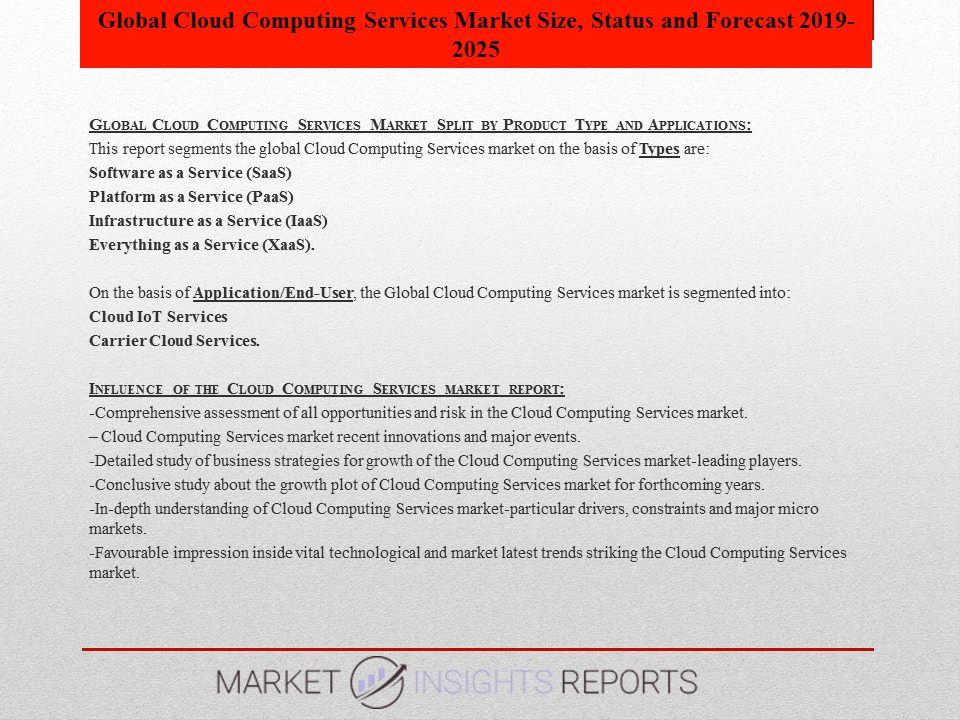 Global Cloud Computing Services Market Size, Status and Forecast 2019-
2025
GLOBAL CLOUD COMPUTING SERVICES MARKET SPLIT BY PRODUCT TYPE AND APPLICATIONS:
This report segments the global Cloud Computing Services market on the basis of Types are:
Software as a Service (SaaS)
Platform as a Service (PaaS)
Infrastructure as a Service (IaaS)
Everything as a Service (XaaS).
On the basis of Application/End-User, the Global Cloud Computing Services market is segmented into:
Cloud IoT Services
Carrier Cloud Services.
INFLUENCE OF THE CLOUD COMPUTING SERVICES MARKET REPORT:
-Comprehensive assessment of all opportunities and risk in the Cloud Computing Services market.
– Cloud Computing Services market recent innovations and major events.
-Detailed study of business strategies for growth of the Cloud Computing Services market-leading players.
-Conclusive study about the growth plot of Cloud Computing Services market for forthcoming years.
-In-depth understanding of Cloud Computing Services market-particular drivers, constraints and major micro
markets.
-Favourable impression inside vital technological and market latest trends striking the Cloud Computing Services
market.
MARKET INSIGHTS REPORTS